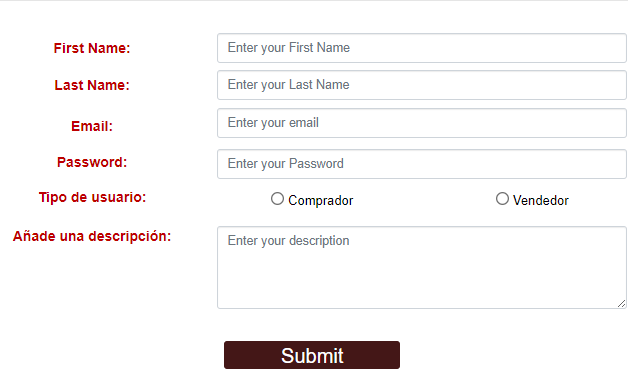 First Name: Enter your First Name
Last Name: Enter your Last Name
Email: Enter your email
Password: Enter your Password
Tipo de usuario: Comprador Vendedor
Añade una descripción: Enter your description
Submit